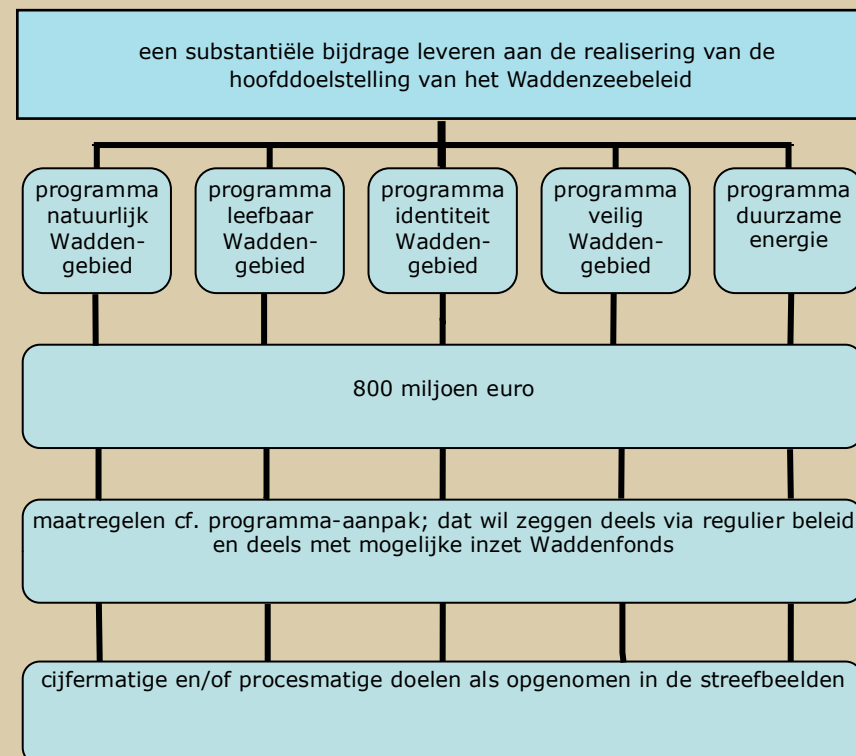 een substantiële bijdrage leveren aan de realisering van de
hoofddoelstelling van het Waddenzeebeleid
programma
natuurlijk
Wadden-
gebied
programma
leefbaar
Wadden-
gebied
programma
identiteit
Wadden-
gebied
programma
veilig
Wadden-
gebied
programma
duurzame
energie
800 miljoen euro
maatregelen cf. programma-aanpak; dat wil zeggen deels via regulier beleid
en deels met mogelijke inzet Waddenfonds
cijfermatige en/of procesmatige doelen als opgenomen in de streefbeelden